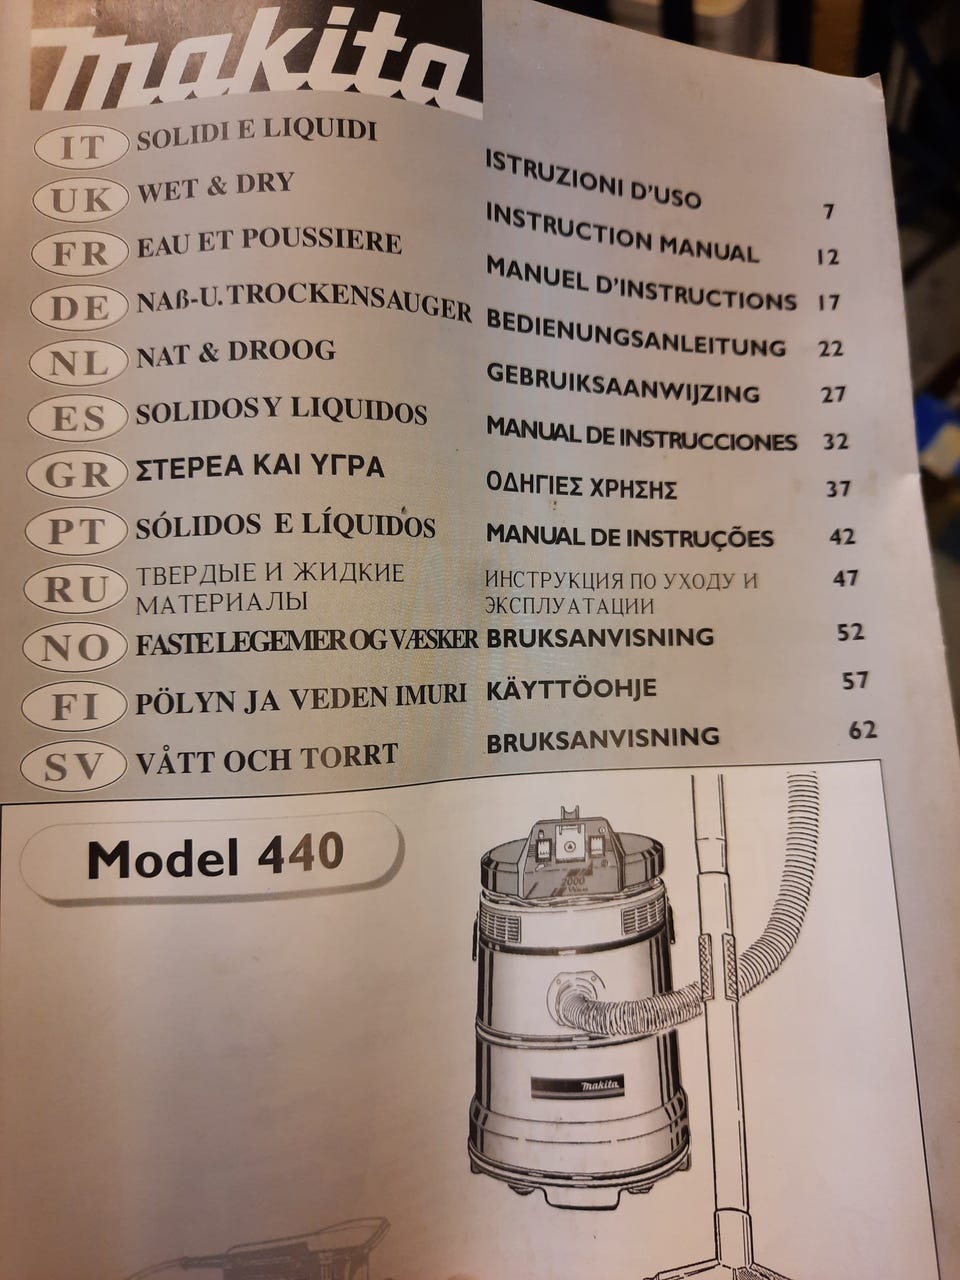 makita
IT SOLIDI E LIQUIDI ISTRUZIONI D'USO 7
UK WET & DRY INSTRUCTION MANUAL 12
FR EAU ET POUSSIERE MANUEL D'INSTRUCTIONS 17
DE NAß-U. TROCKENSAUGER BEDIENUNGSANLEITUNG 22
NL NAT & DROOG GEBRUIKSAANWIJZING 27
ES SOLIDOS Y LIQUIDOS MANUAL DE INSTRUCCIONES 32
GR ΣΤΕΡΕΑ ΚΑΙ ΥΓΡΑ ΟΔΗΓΙΕΣ ΧΡΗΣΗΣ 37
PT SÓLIDOS E LÍQUIDOS MANUAL DE INSTRUÇÕES 42
RU ТВЕРДЫЕ И ЖИДКИЕ ИНСТРУКЦИЯ ПО УХОДУ И 47
МАТЕРИАЛЫ ЭКСПЛУАТАЦИИ
NO FASTE LEGEMER OG VÆSKER BRUKSANVISNING 52
FI PÖLYN JA VEDEN IMURI KÄYTTÖOHJE 57
SV VÅTT OCH TORRT BRUKSANVISNING 62
Model 440
2000
makita